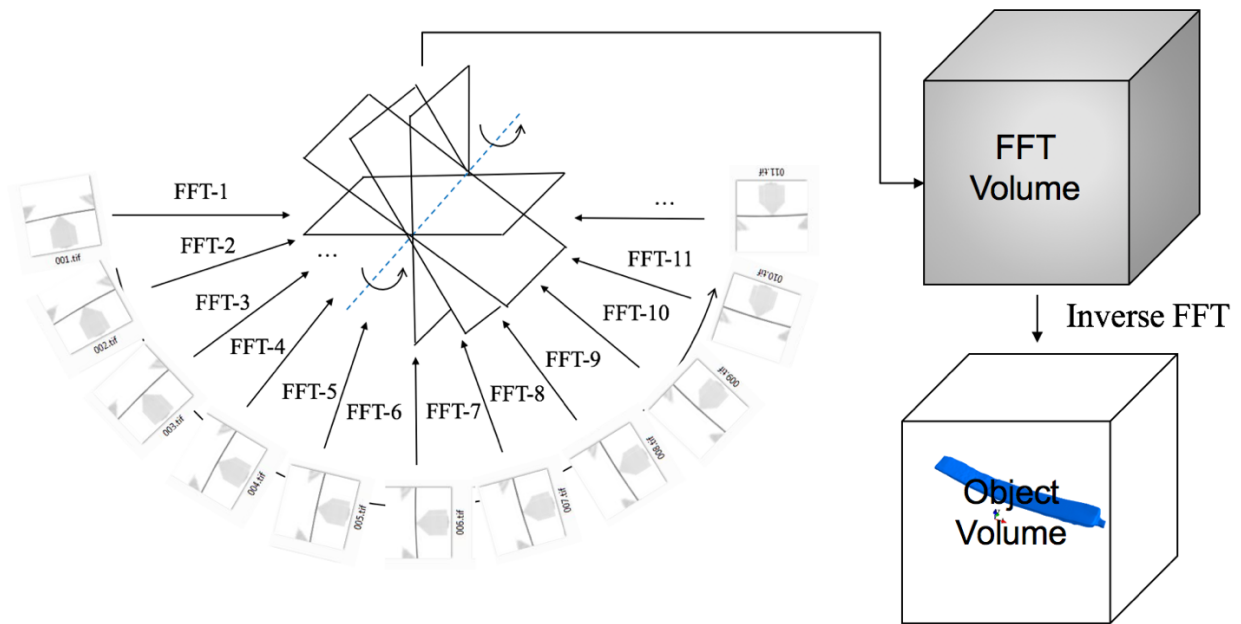 FFT-1
FFT-2
FFT-3
FFT-4
FFT-5
FFT-6
FFT-7
FFT-8
FFT-9
FFT-10
FFT-11
...
...
001.tif
002.tif
003.tif
004.tif
005.tif
006.tif
007.tif
008.tif
009.tif
010.tif
011.tif
FFT
Volume
Inverse FFT
Object
Volume